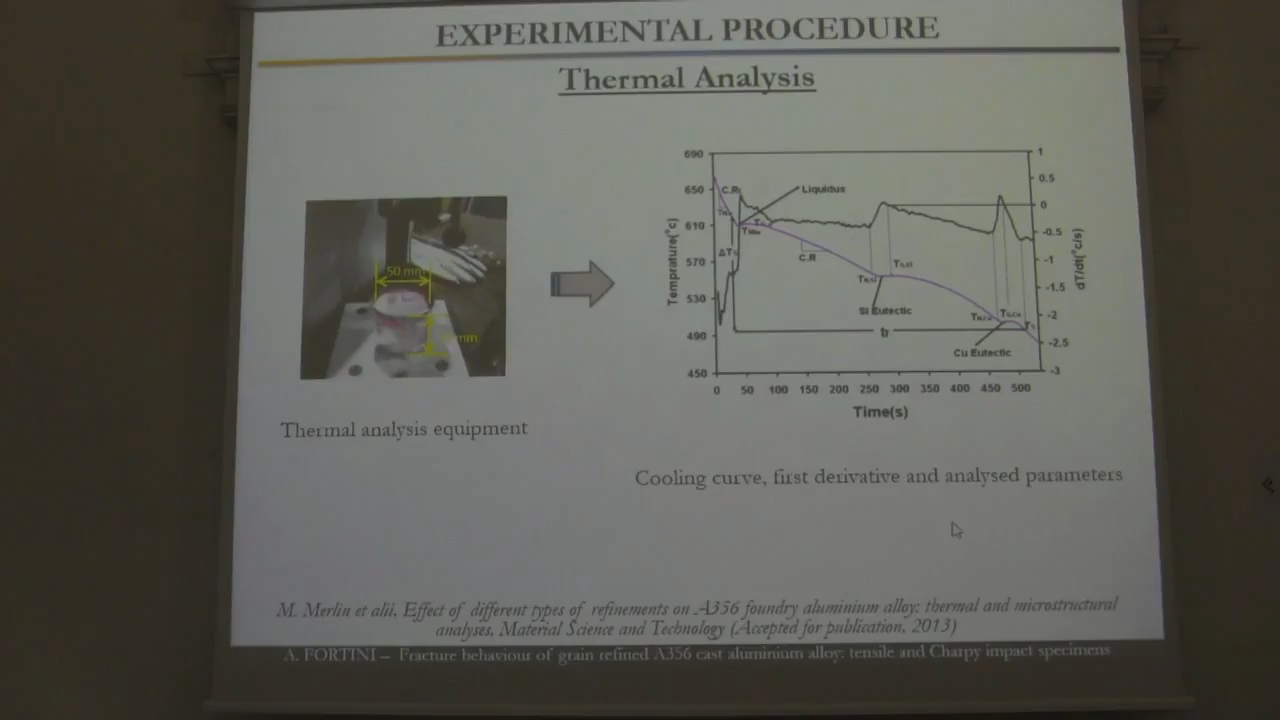 EXPERIMENTAL PROCEDURE
Thermal Analysis
50 mm
mm
Thermal analysis equipment
690
650
610
570
530
490
450
Temprature(°c)
1
0.5
0
-0.5
-1
-1.5
-2
-2.5
-3
dT/dt(°c/s)
C.R
Liquidus
C.R
Si Eutectic
Cu Eutectic
0 50 100 150 200 250 300 350 400 450 500
Time(s)
Cooling curve, first derivative and analysed parameters
M. Merlin et alii, Effect of different types of refinements on A356 foundry aluminium alloy: thermal and microstructural
analyses, Material Science and Technology (Accepted for publication, 2013)
A. FORTINI – Fracture behaviour of grain refined A356 cast aluminium alloy: tensile and Charpy impact specimens